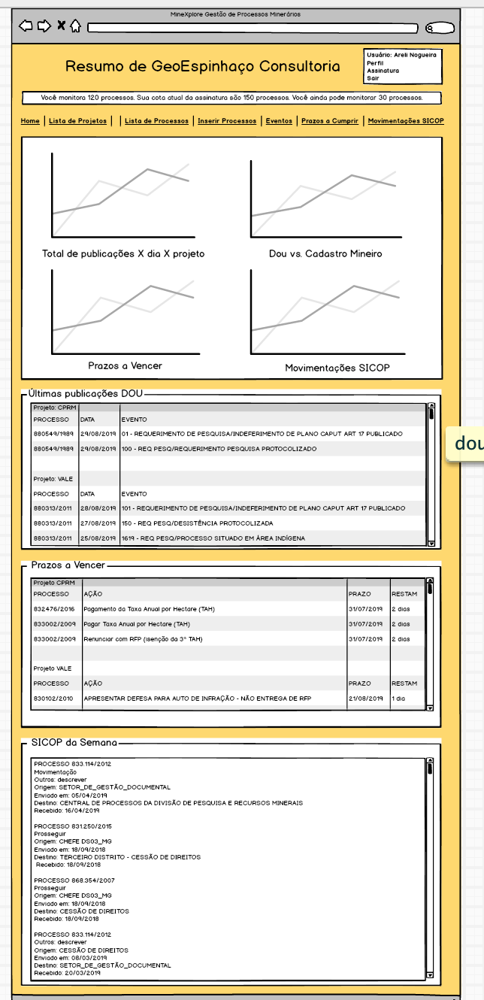 MineXplore Gestão de Processos Minerários
Resumo de GeoEspinhaço Consultoria
Usuário: Areli Nogueira
Perfil
Assinatura
Sair
Você monitora 120 processos. Sua cota atual da assinatura são 150 processos. Você ainda pode monitorar 30 processos.
Home | Lista de Projetos | | Lista de Processos | Inserir Processos | Eventos | Prazos a Cumprir | Movimentações SICOP
Total de publicações X dia X projeto
Dou vs. Cadastro Mineiro
Prazos a Vencer
Movimentações SICOP
Últimas publicações DOU
Projeto: CPRM
PROCESSO DATA EVENTO
880549/1989 29/08/2019 01 - REQUERIMENTO DE PESQUISA/INDEFERIMENTO DE PLANO CAPUT ART 17 PUBLICADO
880549/1989 29/08/2019 100 - REQ PESQ/REQUERIMENTO PESQUISA PROTOCOLIZADO
Projeto: VALE
PROCESSO DATA EVENTO
880313/2011 28/08/2019 101 - REQUERIMENTO DE PESQUISA/INDEFERIMENTO DE PLANO CAPUT ART 17 PUBLICADO
880313/2011 27/08/2019 150 - REQ PESQ/DESISTÊNCIA PROTOCOLIZADA
880313/2011 25/08/2019 1619 - REQ PESQ/PROCESSO SITUADO EM ÁREA INDÍGENA
dou
Prazos a Vencer
Projeto CPRM
PROCESSO AÇÃO PRAZO RESTAM
832476/2016 Pagamento da Taxa Anual por Hectare (TAH) 31/07/2019 2 dias
833002/2009 Pagar Taxa Anual por Hectare (TAH) 31/07/2019 2 dias
833002/2009 Renunciar com RFP (isenção da 3ª TAH) 31/07/2019 2 dias
Projeto VALE
PROCESSO AÇÃO PRAZO RESTAM
830102/2010 APRESENTAR DEFESA PARA AUTO DE INFRAÇÃO - NÃO ENTREGA DE RFP 21/08/2019 1 dia
SICOP da Semana
PROCESSO 833.114/2012
Movimentação
Outros: descrever
Origem: SETOR_DE_GESTÃO_DOCUMENTAL
Enviado em: 05/04/2019
Destino: CENTRAL DE PROCESSOS DA DIVISÃO DE PESQUISA E RECURSOS MINERAIS
Recebido: 16/04/2019
PROCESSO 831.250/2015
Prosseguir
Origem: CHEFE DS03_MG
Enviado em: 18/09/2018
Destino: TERCEIRO DISTRITO - CESSÃO DE DIREITOS
Recebido: 18/09/2018
PROCESSO 868.354/2007
Prosseguir
Origem: CHEFE DS03_MG
Enviado em: 18/09/2018
Destino: CESSÃO DE DIREITOS
Recebido: 18/09/2018
PROCESSO 833.114/2012
Outros: descrever
Origem: CESSÃO DE DIREITOS
Enviado em: 08/03/2019
Destino: SETOR_DE_GESTÃO_DOCUMENTAL
Recebido: 20/03/2019